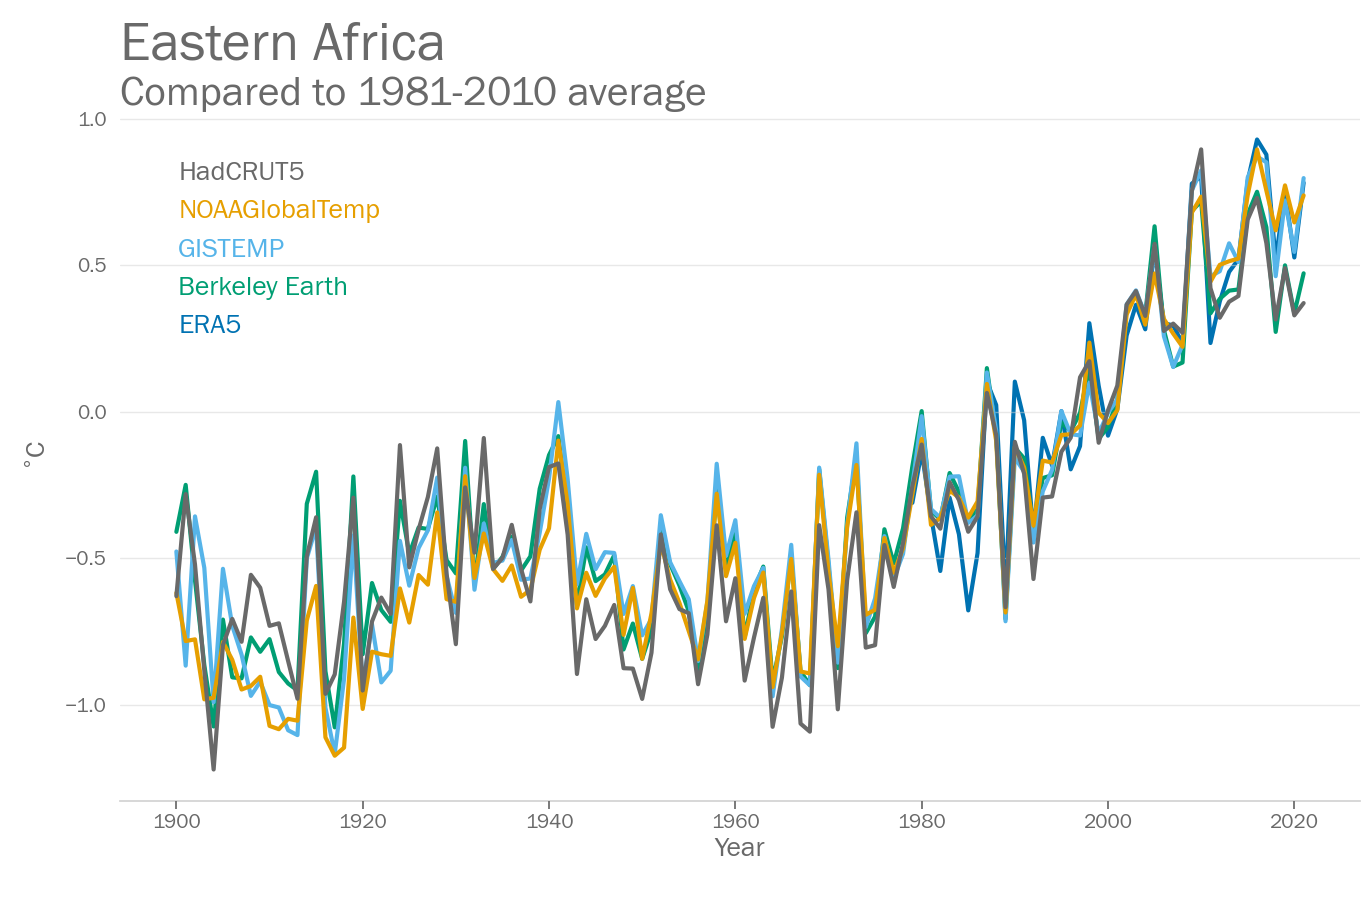 Eastern Africa
Compared to 1981-2010 average
1.0
HadCRUT5
NOAAGlobalTemp
GISTEMP
0.5
Berkeley Earth
ERA5
0.0
°C
−0.5
−1.0
1900 1920 1940 1960 1980 2000 2020
Year